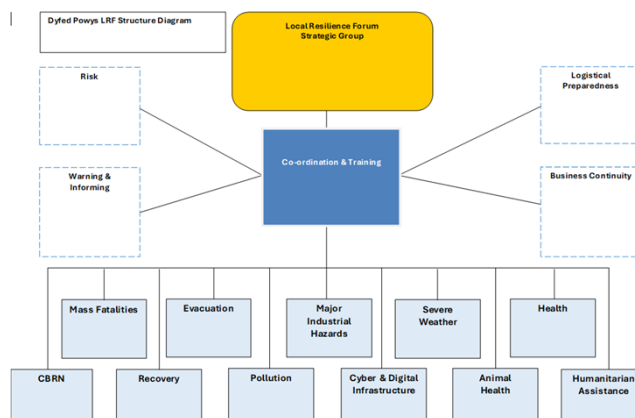 Dyfed Powys LRF Structure Diagram
Local Resilience Forum
Strategic Group
Risk
Logistical
Preparedness
Co-ordination & Training
Warning &
Informing
Business Continuity
Mass Fatalities
Evacuation
Major
Industrial
Hazards
Severe
Weather
Health
CBRN
Recovery
Pollution
Cyber & Digital
Infrastructure
Animal
Health
Humanitarian
Assistance